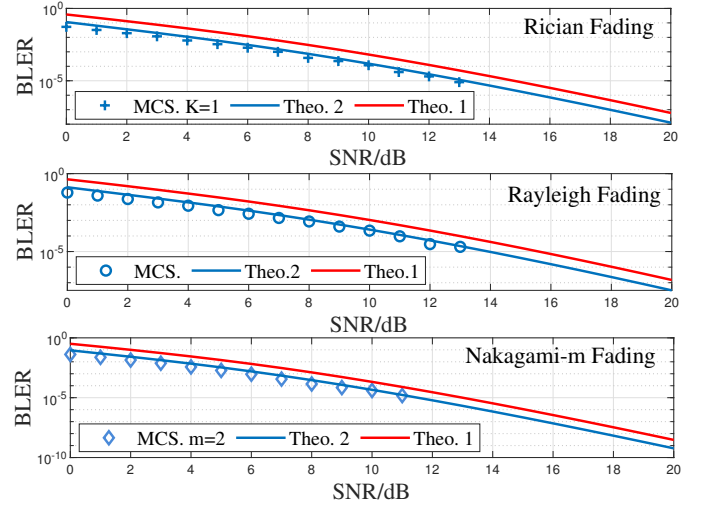 Rician Fading
BLER
10^0
10^-5
MCS. K=1 Theo. 2 Theo. 1
0 2 4 6 8 10 12 14 16 18 20
SNR/dB
Rayleigh Fading
BLER
10^0
10^-5
MCS. Theo.2 Theo.1
0 2 4 6 8 10 12 14 16 18 20
SNR/dB
Nakagami-m Fading
BLER
10^0
10^-5
10^-10
MCS. m=2 Theo. 2 Theo. 1
0 2 4 6 8 10 12 14 16 18 20
SNR/dB